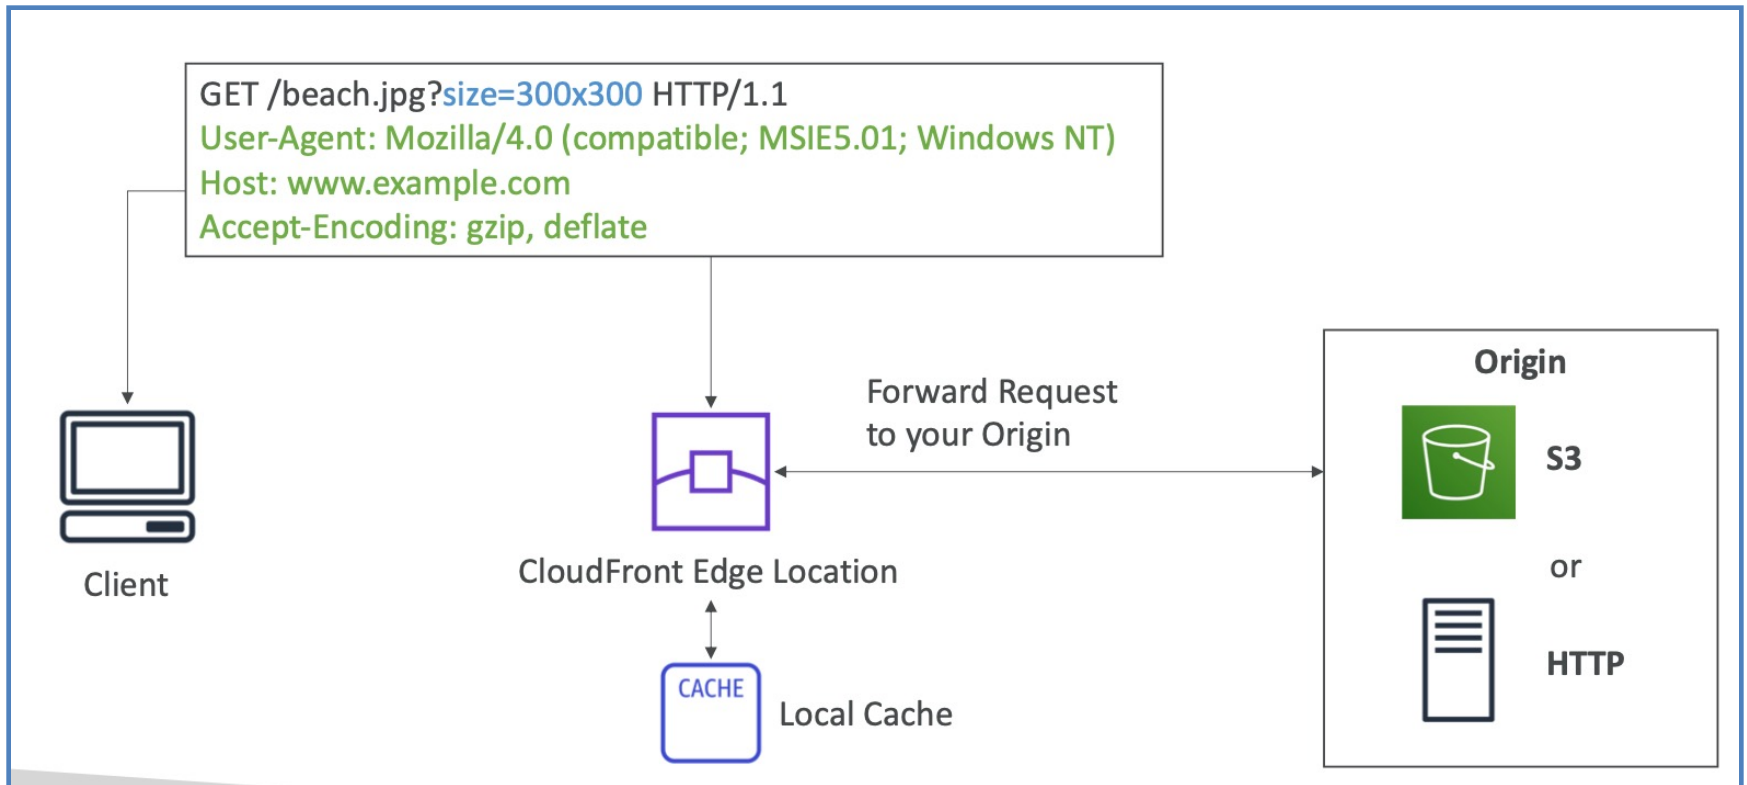 GET /beach.jpg?size=300x300 HTTP/1.1
User-Agent: Mozilla/4.0 (compatible; MSIE5.01; Windows NT)
Host: www.example.com
Accept-Encoding: gzip, deflate
Forward Request
to your Origin
Origin
S3
or
HTTP
Client
CloudFront Edge Location
CACHE
Local Cache